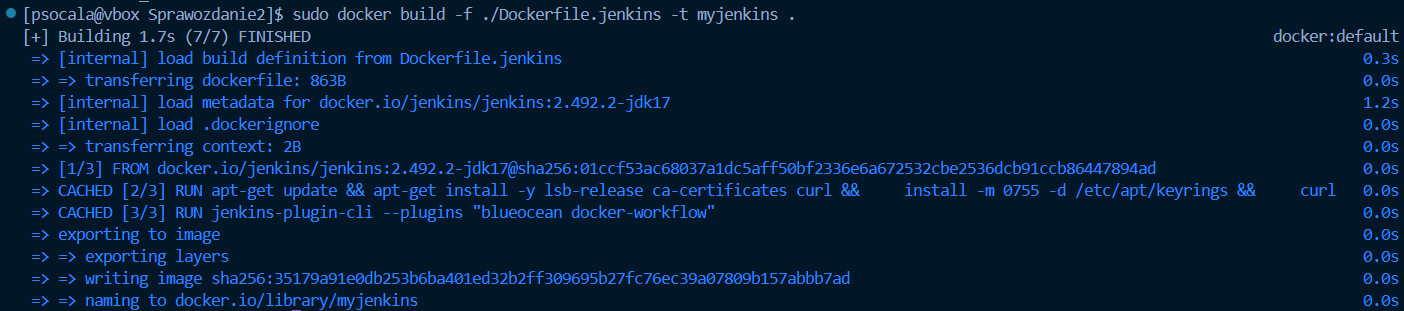 [psocala@vbox Sprawozdanie2]$ sudo docker build -f ./Dockerfile.jenkins -t myjenkins .
[+] Building 1.7s (7/7) FINISHED docker:default
=> [internal] load build definition from Dockerfile.jenkins 0.3s
=> => transferring dockerfile: 863B 0.0s
=> [internal] load metadata for docker.io/jenkins/jenkins:2.492.2-jdk17 1.2s
=> [internal] load .dockerignore 0.0s
=> => transferring context: 2B 0.0s
=> [1/3] FROM docker.io/jenkins/jenkins:2.492.2-jdk17@sha256:01ccf53ac68037a1dc5aff50bf2336e6a672532cbe2536dcb91ccb86447894ad 0.0s
=> CACHED [2/3] RUN apt-get update && apt-get install -y lsb-release ca-certificates curl && install -m 0755 -d /etc/apt/keyrings && curl 0.0s
=> CACHED [3/3] RUN jenkins-plugin-cli --plugins "blueocean docker-workflow" 0.0s
=> exporting to image 0.0s
=> => exporting layers 0.0s
=> => writing image sha256:35179a91e0db253b6ba401ed32b2ff309695b27fc76ec39a07809b157abbb7ad 0.0s
=> => naming to docker.io/library/myjenkins 0.0s